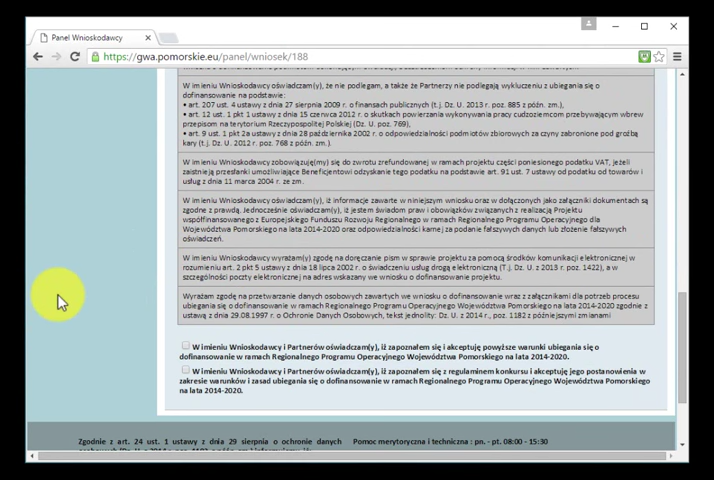 Panel Wnioskodawcy
https://gwa.pomorskie.eu/panel/wniosek/188
W imieniu Wnioskodawcy oświadczam(y), że nie podlegam, a także że Partnerzy nie podlegają wykluczeniu z ubiegania się o
dofinansowanie na podstawie:
• art. 207 ust. 4 ustawy z dnia 27 sierpnia 2009 r. o finansach publicznych (t.j. Dz. U. 2013 r. poz. 885 z późn. zm.),
• art. 12 ust. 1 pkt 1 ustawy z dnia 15 czerwca 2012 r. o skutkach powierzania wykonywania pracy cudzoziemcom przebywającym wbrew
przepisom na terytorium Rzeczypospolitej Polskiej (Dz. U. poz. 769),
• art. 9 ust. 1 pkt 2a ustawy z dnia 28 października 2002 r. o odpowiedzialności podmiotów zbiorowych za czyny zabronione pod groźbą
kary (t.j. Dz. U. 2012 r. poz. 768 z późn. zm.).
W imieniu Wnioskodawcy zobowiązuję(my) się do zwrotu zrefundowanej w ramach projektu części poniesionego podatku VAT, jeżeli
zaistnieją przesłanki umożliwiające Beneficjentowi odzyskanie tego podatku na podstawie art. 91 ust. 7 ustawy od podatku od towarów i
usług z dnia 11 marca 2004 r. ze zm.
W imieniu Wnioskodawcy oświadczam(y), iż informacje zawarte w niniejszym wniosku oraz w dołączonych jako załączniki dokumentach są
zgodne z prawdą. Jednocześnie oświadczam(y), iż jestem świadom praw i obowiązków związanych z realizacją Projektu
współfinansowanego z Europejskiego Funduszu Rozwoju Regionalnego w ramach Regionalnego Programu Operacyjnego dla
Województwa Pomorskiego na lata 2014-2020 oraz odpowiedzialności karnej za podanie fałszywych danych lub złożenie fałszywych
oświadczeń.
W imieniu Wnioskodawcy wyrażam(y) zgodę na doręczanie pism w sprawie projektu za pomocą środków komunikacji elektronicznej w
rozumieniu art. 2 pkt 5 ustawy z dnia 18 lipca 2002 r. o świadczeniu usług drogą elektroniczną (T.j. Dz. U. z 2013 r. poz. 1422), a w
szczególności poczty elektronicznej na adres wskazany we wniosku o dofinansowanie projektu.
Wyrażam zgodę na przetwarzanie danych osobowych zawartych we wniosku o dofinansowanie wraz z załącznikami dla potrzeb procesu
ubiegania się o dofinansowanie w ramach Regionalnego Programu Operacyjnego Województwa Pomorskiego na lata 2014-2020 zgodnie z
ustawą z dnia 29.08.1997 r. o Ochronie Danych Osobowych, tekst jednolity: Dz. U. z 2014 r., poz. 1182 z późniejszymi zmianami
W imieniu Wnioskodawcy i Partnerów oświadczam(y), iż zapoznałem się i akceptuję powyższe warunki ubiegania się o
dofinansowanie w ramach Regionalnego Programu Operacyjnego Województwa Pomorskiego na lata 2014-2020.
W imieniu Wnioskodawcy i Partnerów oświadczam(y), iż zapoznałem się z regulaminem konkursu i akceptuję jego postanowienia w
zakresie warunków i zasad ubiegania się o dofinansowanie w ramach Regionalnego Programu Operacyjnego Województwa Pomorskiego
na lata 2014-2020.
Zgodnie z art. 24 ust. 1 ustawy z dnia 29 sierpnia o ochronie danych
Pomoc merytoryczna i techniczna : pn. - pt. 08:00 - 15:30